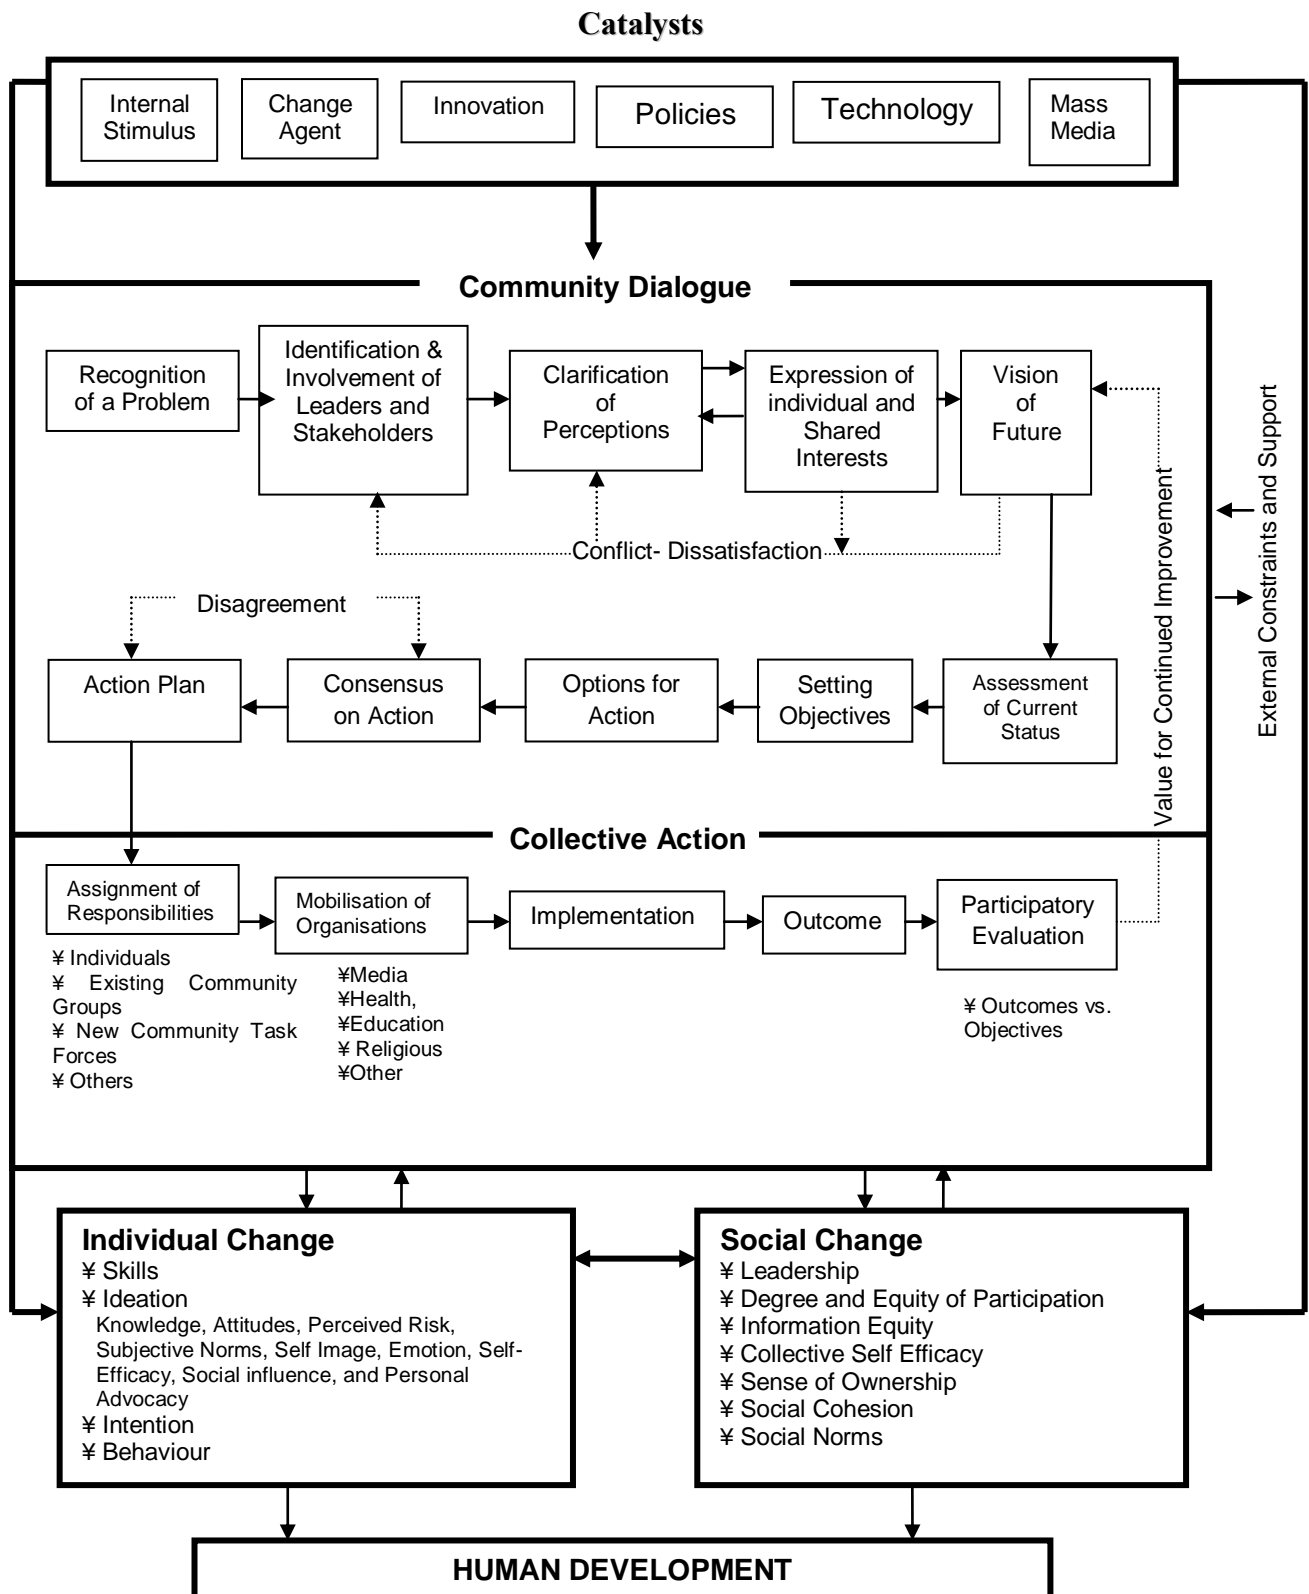 Catalysts
Internal
Stimulus
Change
Agent
Innovation
Policies
Technology
Mass
Media
Community Dialogue
Recognition
of a Problem
Identification &
Involvement of
Leaders and
Stakeholders
Clarification
of
Perceptions
Expression of
individual and
Shared
Interests
Vision
of
Future
Conflict- Dissatisfaction
Value for Continued Improvement
External Constraints and Support
Disagreement
Action Plan
Consensus
on Action
Options for
Action
Setting
Objectives
Assessment
of Current
Status
Collective Action
Assignment of
Responsibilities
Mobilisation of
Organisations
Implementation
Outcome
Participatory
Evaluation
¥ Individuals
¥ Existing Community
Groups
¥ New Community Task
Forces
¥ Others
¥Media
¥Health,
¥Education
¥ Religious
¥Other
¥ Outcomes vs.
Objectives
Individual Change
¥ Skills
¥ Ideation
Knowledge, Attitudes, Perceived Risk,
Subjective Norms, Self Image, Emotion, Self-
Efficacy, Social influence, and Personal
Advocacy
¥ Intention
¥ Behaviour
Social Change
¥ Leadership
¥ Degree and Equity of Participation
¥ Information Equity
¥ Collective Self Efficacy
¥ Sense of Ownership
¥ Social Cohesion
¥ Social Norms
HUMAN DEVELOPMENT